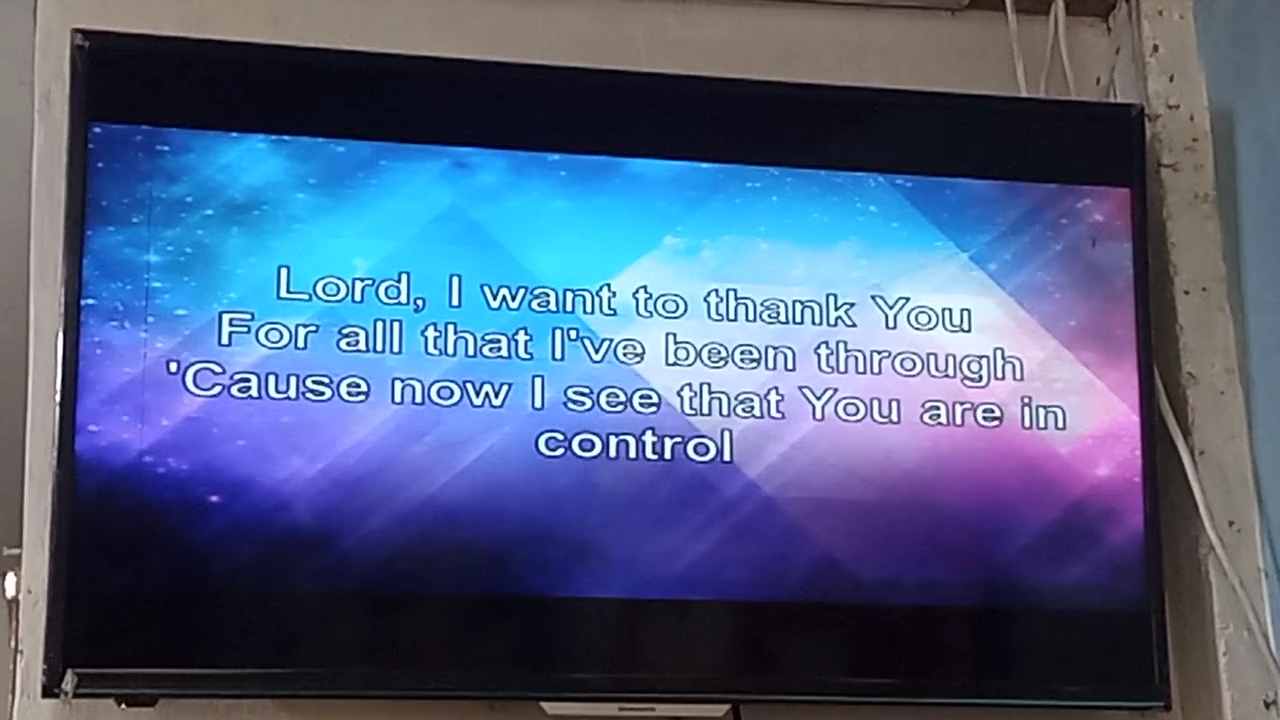 Lord, I want to thank You
For all that I've been through
'Cause now I see that You are in
control